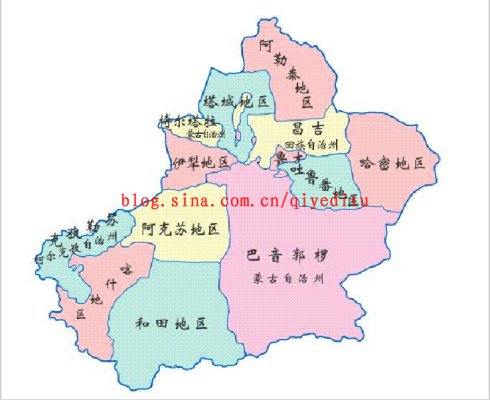 阿勒泰地区
塔城地区
博尔塔拉
蒙古自治州
昌吉
回族自治州
伊犁地区
鲁木
吐鲁番地区
哈密地区
blog.sina.com.cn/qiyeditu
克孜勒苏
柯尔克孜自治州
阿克苏地区
巴音郭楞
蒙古自治州
喀什地区
和田地区